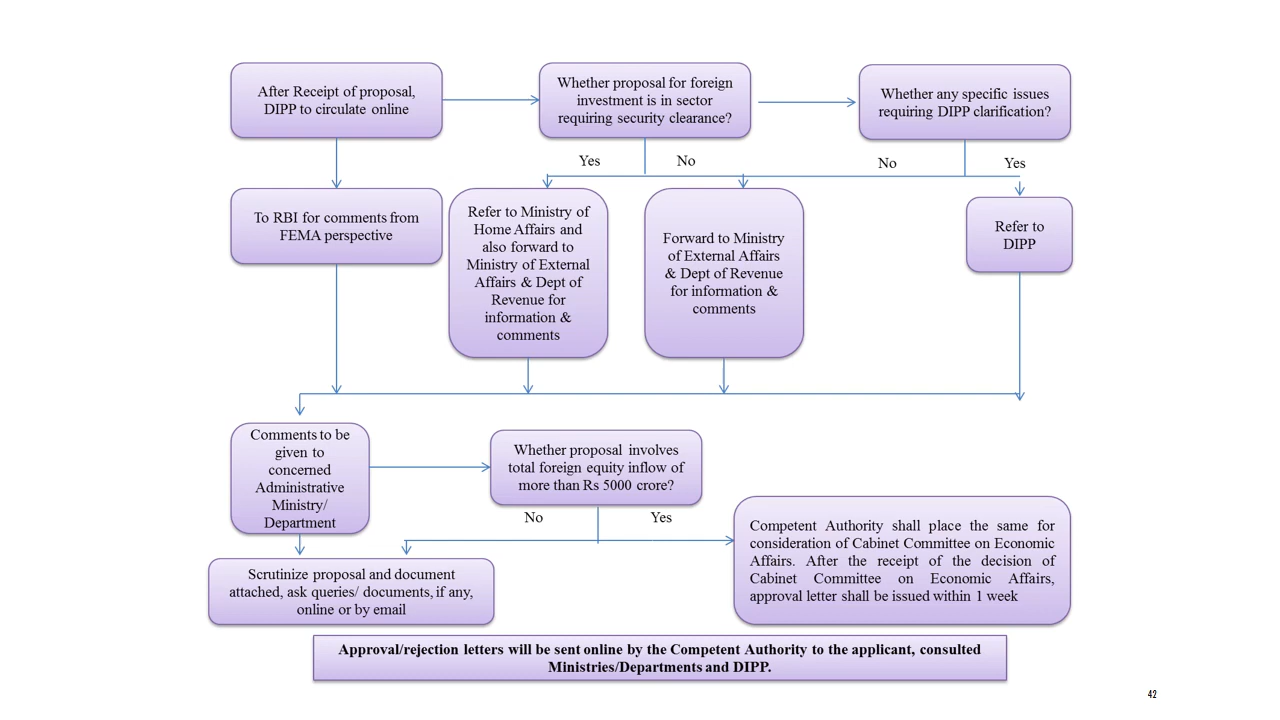 After Receipt of proposal,
DIPP to circulate online
Whether proposal for foreign
investment is in sector
requiring security clearance?
Whether any specific issues
requiring DIPP clarification?
Yes
No
No
Yes
To RBI for comments from
FEMA perspective
Refer to Ministry of
Home Affairs and
also forward to
Ministry of External
Affairs & Dept of
Revenue for
information &
comments
Forward to Ministry
of External Affairs
& Dept of Revenue
for information &
comments
Refer to
DIPP
Comments to be
given to
concerned
Administrative
Ministry/
Department
Whether proposal involves
total foreign equity inflow of
more than Rs 5000 crore?
No
Yes
Competent Authority shall place the same for
consideration of Cabinet Committee on Economic
Affairs. After the receipt of the decision of
Cabinet Committee on Economic Affairs,
approval letter shall be issued within 1 week
Scrutinize proposal and document
attached, ask queries/ documents, if any,
online or by email
Approval/rejection letters will be sent online by the Competent Authority to the applicant, consulted
Ministries/Departments and DIPP.
42